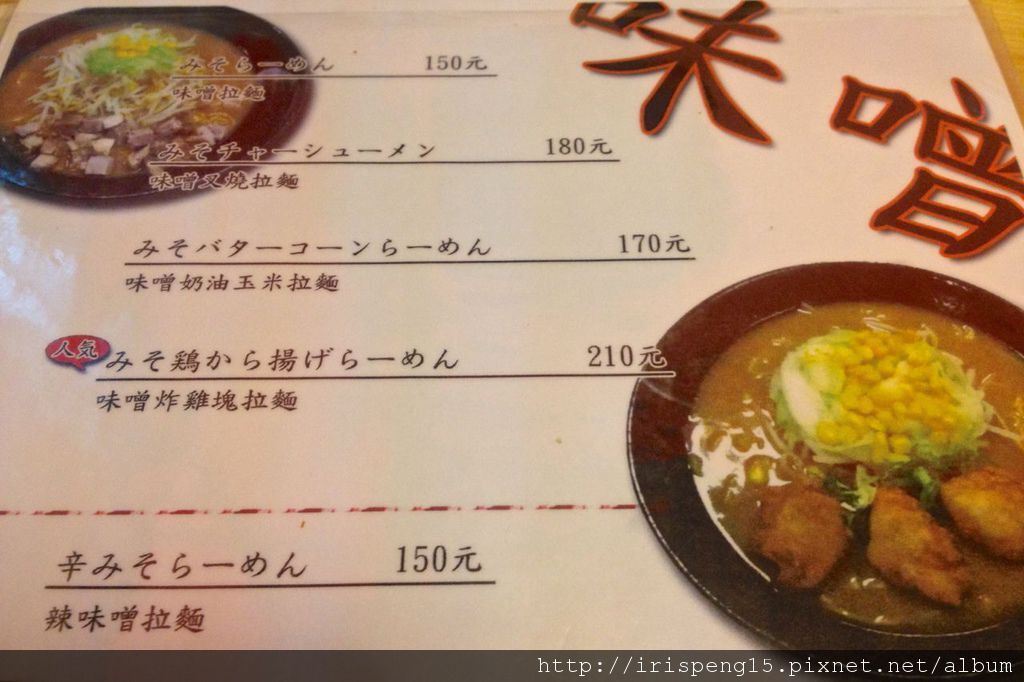 味噌
みそらーめん 150元
味噌拉麵
みそチャーシューメン 180元
味噌叉燒拉麵
みそバターコーンらーめん 170元
味噌奶油玉米拉麵
人気 みそ鶏から揚げらーめん 210元
味噌炸雞塊拉麵
辛みそらーめん 150元
辣味噌拉麵
http://irispeng15.pixnet.net/album